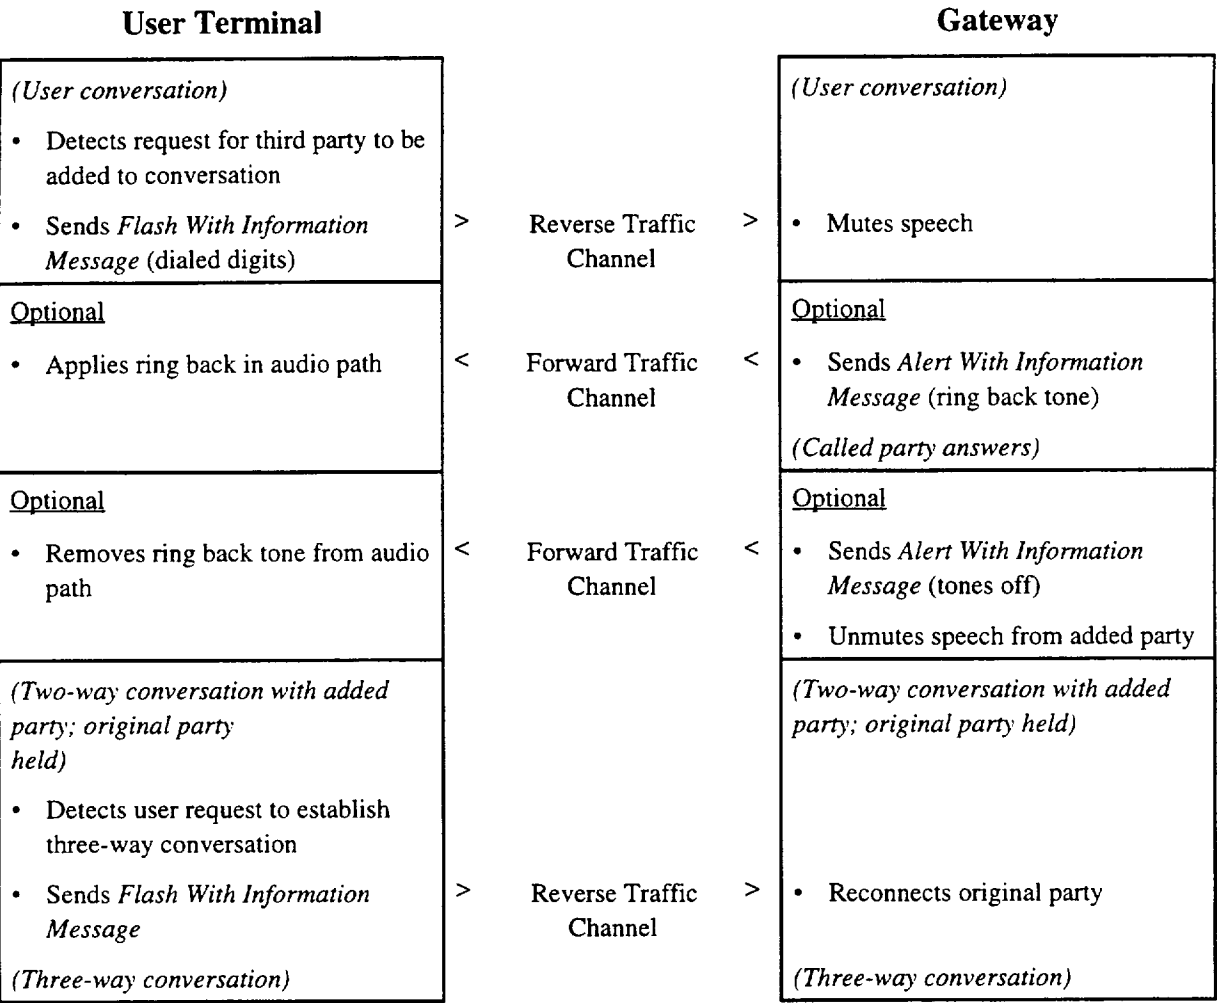 User Terminal
Gateway
(User conversation)
• Detects request for third party to be
added to conversation
• Sends Flash With Information
Message (dialed digits)
> Reverse Traffic >
Channel
(User conversation)
• Mutes speech
Optional
• Applies ring back in audio path
< Forward Traffic <
Channel
Optional
• Sends Alert With Information
Message (ring back tone)
(Called party answers)
Optional
• Removes ring back tone from audio
path
< Forward Traffic <
Channel
Optional
• Sends Alert With Information
Message (tones off)
• Unmutes speech from added party
(Two-way conversation with added
party; original party
held)
• Detects user request to establish
three-way conversation
• Sends Flash With Information
Message
(Three-way conversation)
> Reverse Traffic >
Channel
(Two-way conversation with added
party; original party held)
• Reconnects original party
(Three-way conversation)